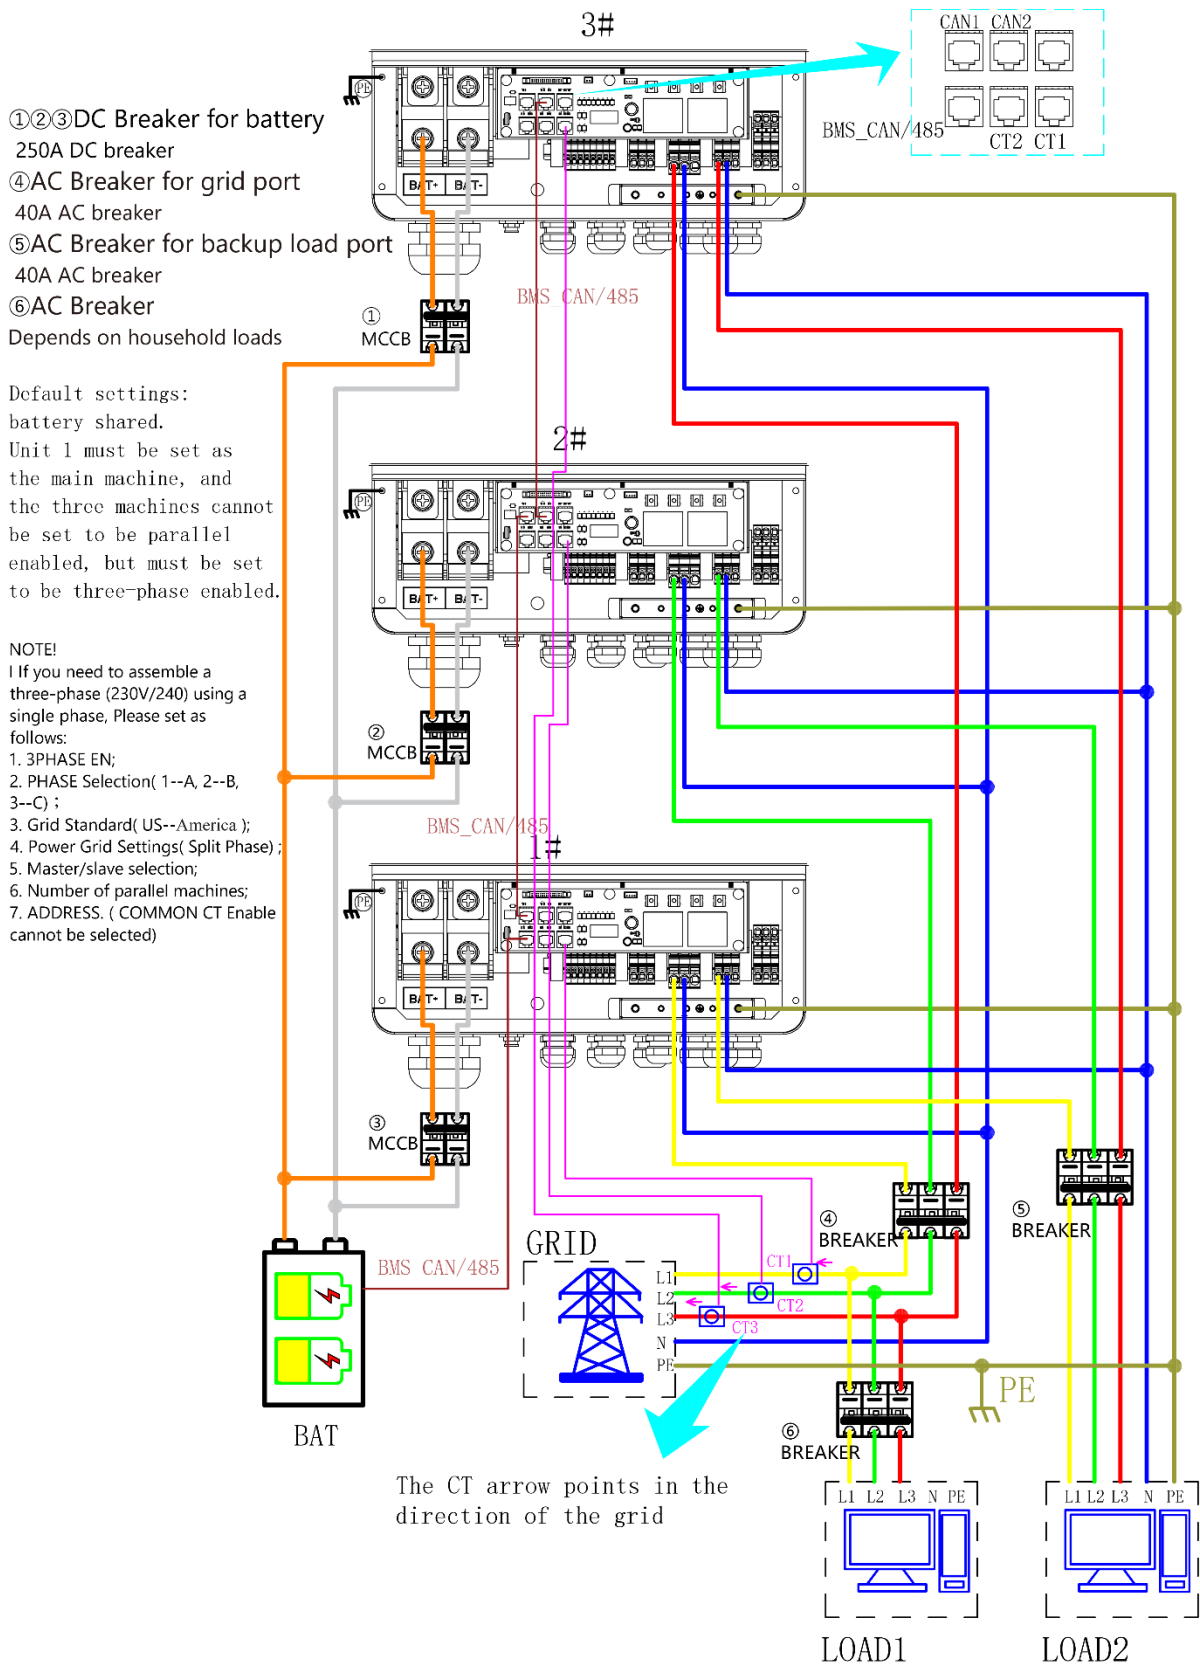 3#
CAN1 CAN2
BMS_CAN/485
CT2 CT1
PE
①②③DC Breaker for battery
250A DC breaker
④AC Breaker for grid port
40A AC breaker
⑤AC Breaker for backup load port
40A AC breaker
⑥AC Breaker
Depends on household loads
BAT+ BAT-
BMS_CAN/485
①
MCCB
Default settings:
battery shared.
Unit 1 must be set as
the main machine, and
the three machines cannot
be set to be parallel
enabled, but must be set
to be three-phase enabled.
2#
PE
BAT+ BAT-
②
MCCB
NOTE!
l If you need to assemble a
three-phase (230V/240) using a
single phase, Please set as
follows:
1. 3PHASE EN;
2. PHASE Selection( 1--A, 2--B,
3--C) ;
3. Grid Standard( US--America );
4. Power Grid Settings( Split Phase) ;
5. Master/slave selection;
6. Number of parallel machines;
7. ADDRESS. ( COMMON CT Enable
cannot be selected)
BMS_CAN/485
1#
PE
BAT+ BAT-
③
MCCB
④
BREAKER
⑤
BREAKER
BMS CAN/485
GRID
CT1
CT2
CT3
L1
L2
L3
N
PE
PE
BAT
⑥
BREAKER
The CT arrow points in the
direction of the grid
L1 L2 L3 N PE
L1 L2 L3 N PE
LOAD1
LOAD2